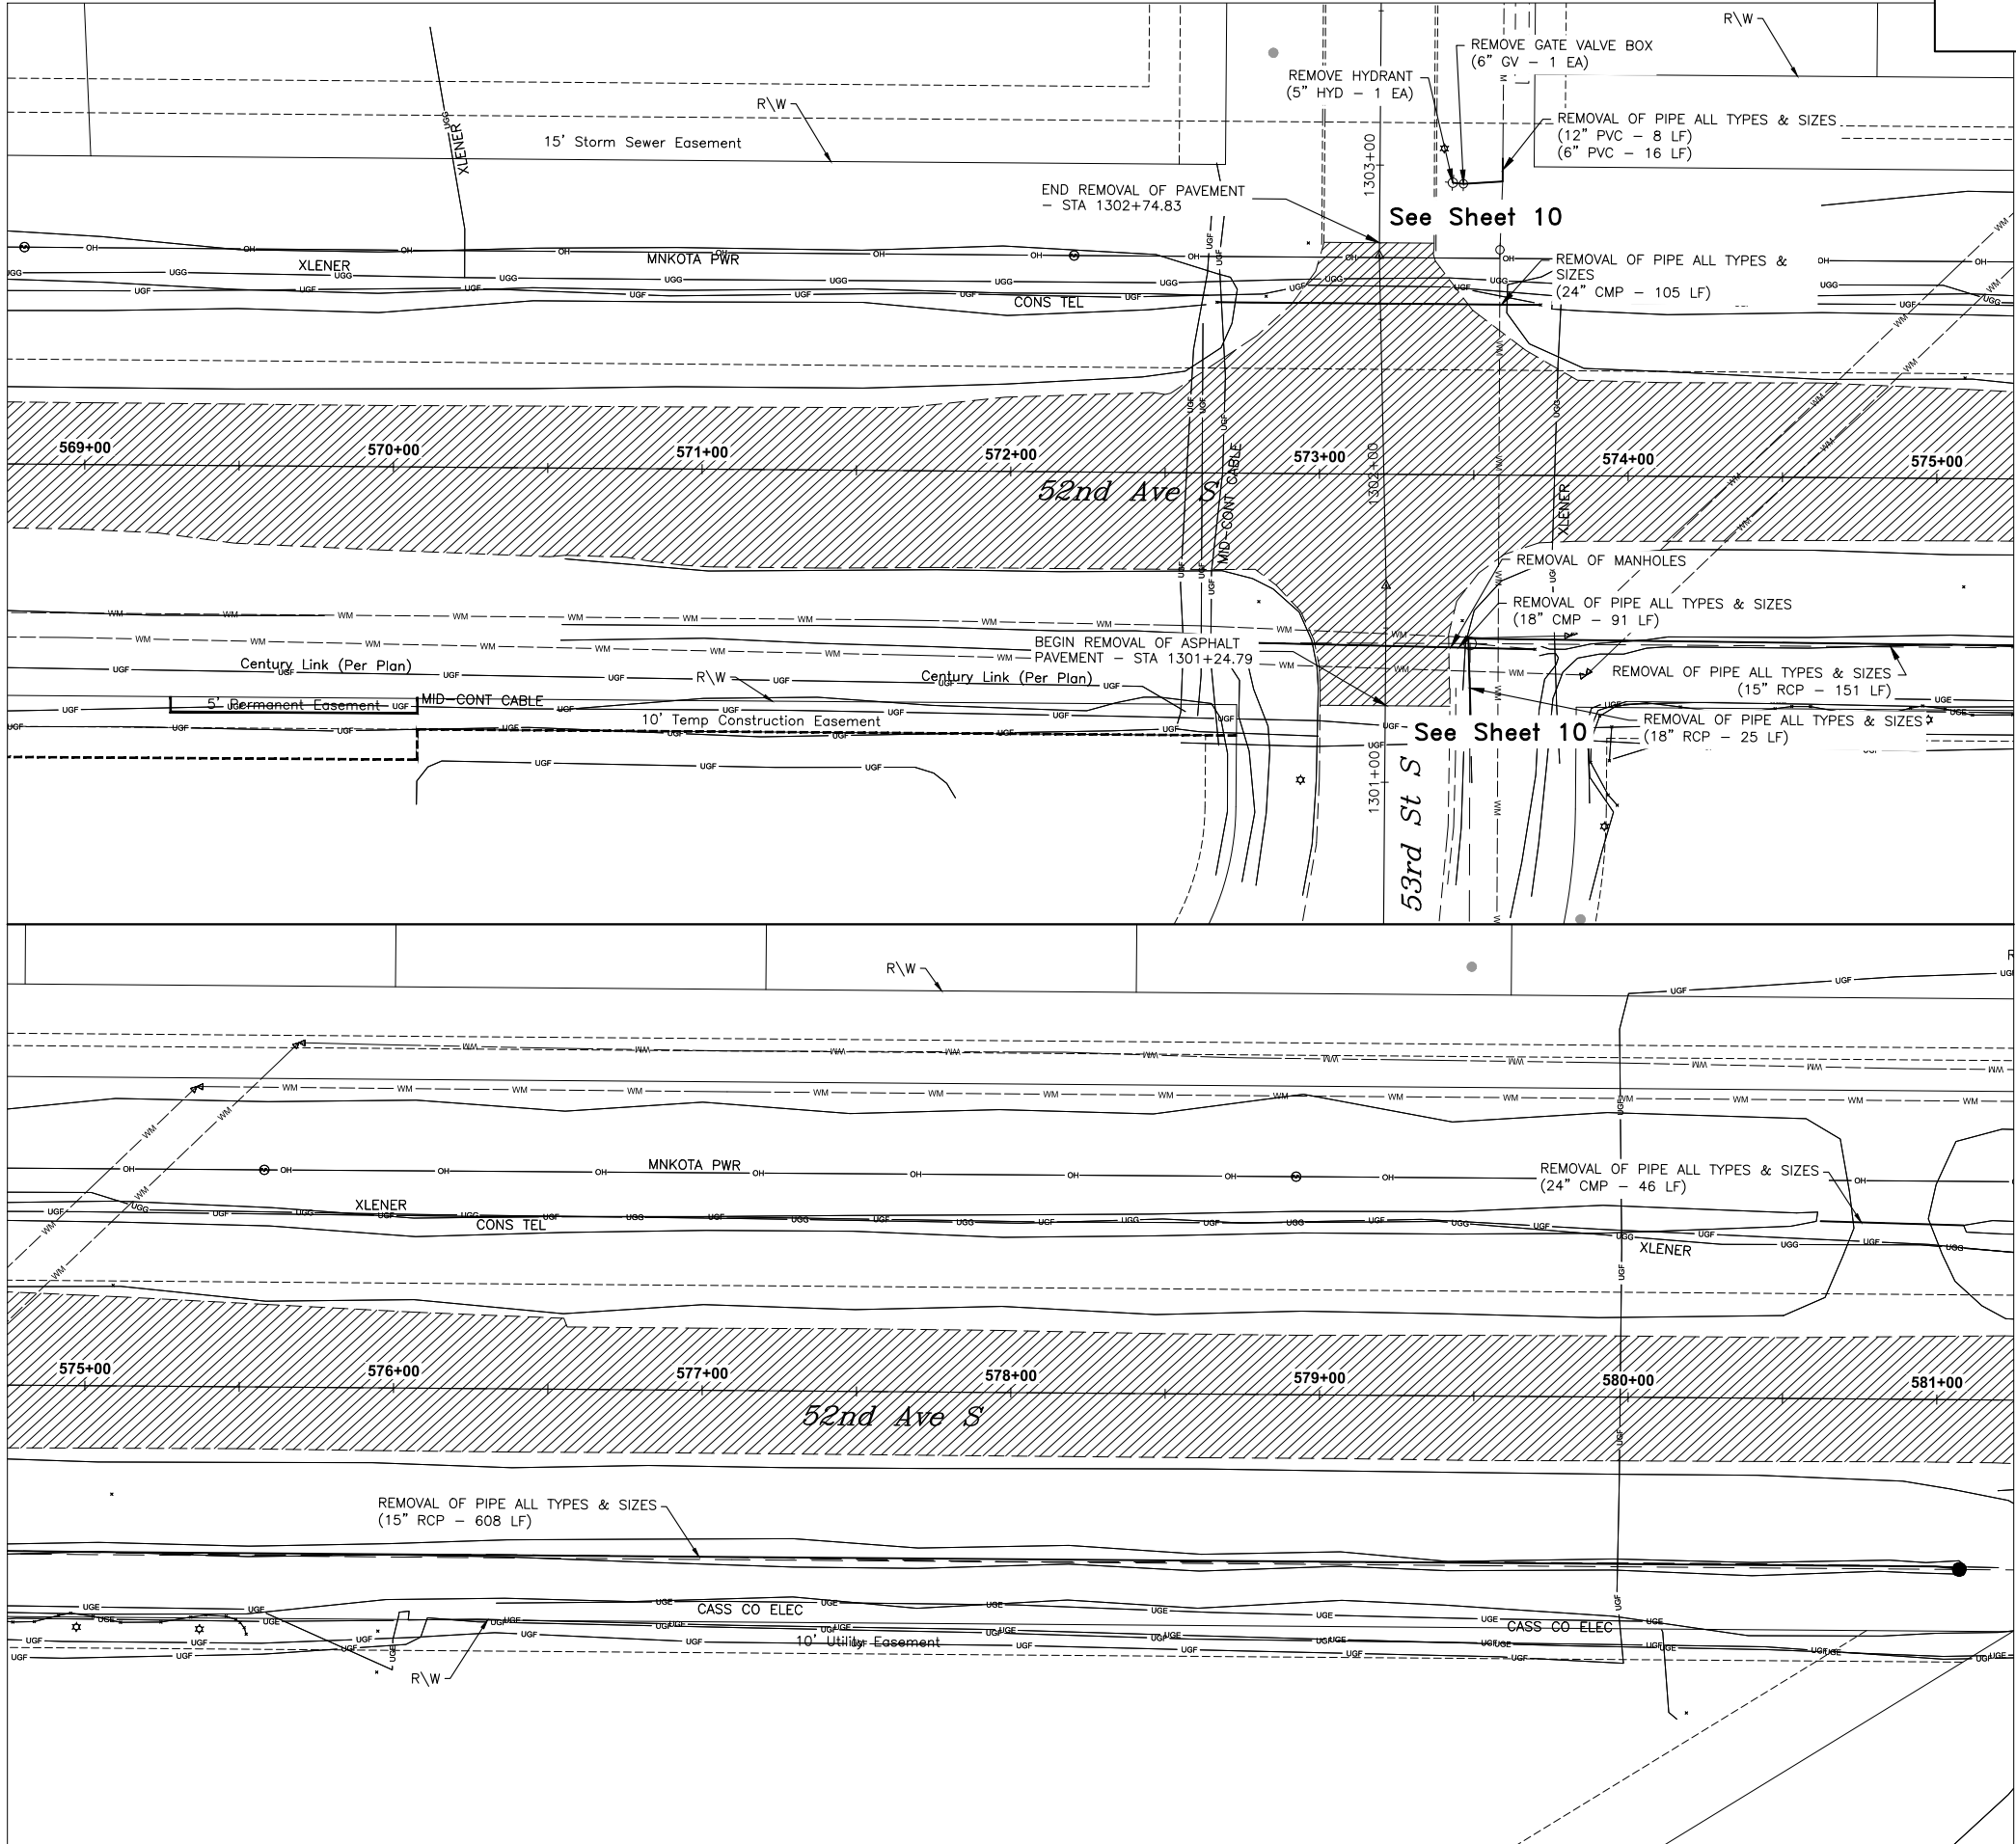 R\W
REMOVE GATE VALVE BOX
(6" GV - 1 EA)
REMOVE HYDRANT
(5" HYD - 1 EA)
R\W
REMOVAL OF PIPE ALL TYPES & SIZES
(12" PVC - 8 LF)
(6" PVC - 16 LF)
XLENER
15' Storm Sewer Easement
1303+00
END REMOVAL OF PAVEMENT
- STA 1302+74.83
See Sheet 10
XLENER
MNKOTA PWR
REMOVAL OF PIPE ALL TYPES &
SIZES
(24" CMP - 105 LF)
CONS TEL
569+00
570+00
571+00
572+00
573+00
574+00
575+00
1302+00
52nd Ave S
MID-CONT CABLE
XLENER
REMOVAL OF MANHOLES
REMOVAL OF PIPE ALL TYPES & SIZES
(18" CMP - 91 LF)
BEGIN REMOVAL OF ASPHALT
PAVEMENT - STA 1301+24.79
Century Link (Per Plan)
R\W
Century Link (Per Plan)
REMOVAL OF PIPE ALL TYPES & SIZES
(15" RCP - 151 LF)
5' Permanent Easement
MID-CONT CABLE
10' Temp Construction Easement
See Sheet 10
REMOVAL OF PIPE ALL TYPES & SIZES
(18" RCP - 25 LF)
1301+00
53rd St S
R\W
MNKOTA PWR
REMOVAL OF PIPE ALL TYPES & SIZES
(24" CMP - 46 LF)
XLENER
CONS TEL
XLENER
575+00
576+00
577+00
578+00
579+00
580+00
581+00
52nd Ave S
REMOVAL OF PIPE ALL TYPES & SIZES
(15" RCP - 608 LF)
CASS CO ELEC
CASS CO ELEC
10' Utility Easement
R\W